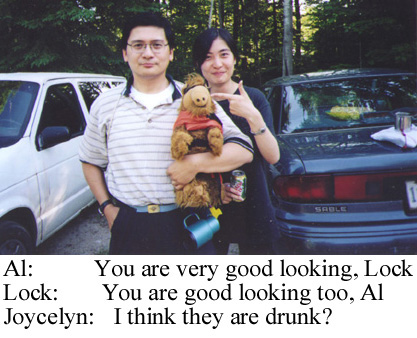 SABLE
Al: You are very good looking, Lock
Lock: You are good looking too, Al
Joycelyn: I think they are drunk?